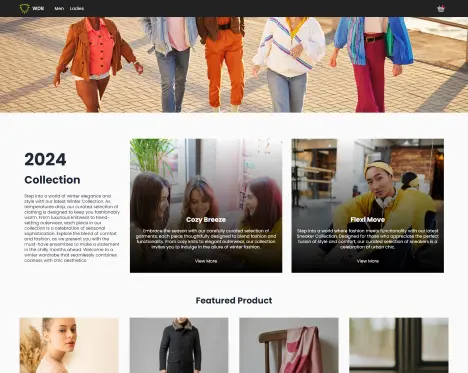 WDB Men Ladies
2024
Collection
Step into a world of winter elegance and
style with our latest Winter Collection. As
temperatures drop, our curated selection of
clothing is designed to keep you fashionably
warm. From luxurious knitwear to trend-
setting outerwear, each piece in our
collection is a celebration of seasonal
sophistication. Explore the blend of comfort
and fashion, as we present you with the
must-have ensembles to make a statement
in the chilly months ahead. Welcome to a
winter wardrobe that seamlessly combines
coziness with chic aesthetics.
Cozy Breeze
Embrace the season with our carefully curated selection of
garments, each piece thoughtfully designed to blend fashion and
functionality. From cozy knits to elegant outerwear, our collection
invites you to indulge in the allure of winter fashion.
View More
Flexi Move
Step into a world where fashion meets functionality with our latest
Sneaker Collection. Designed for those who appreciate the perfect
fusion of style and comfort, our curated selection of sneakers is a
celebration of urban chic.
View More
Featured Product